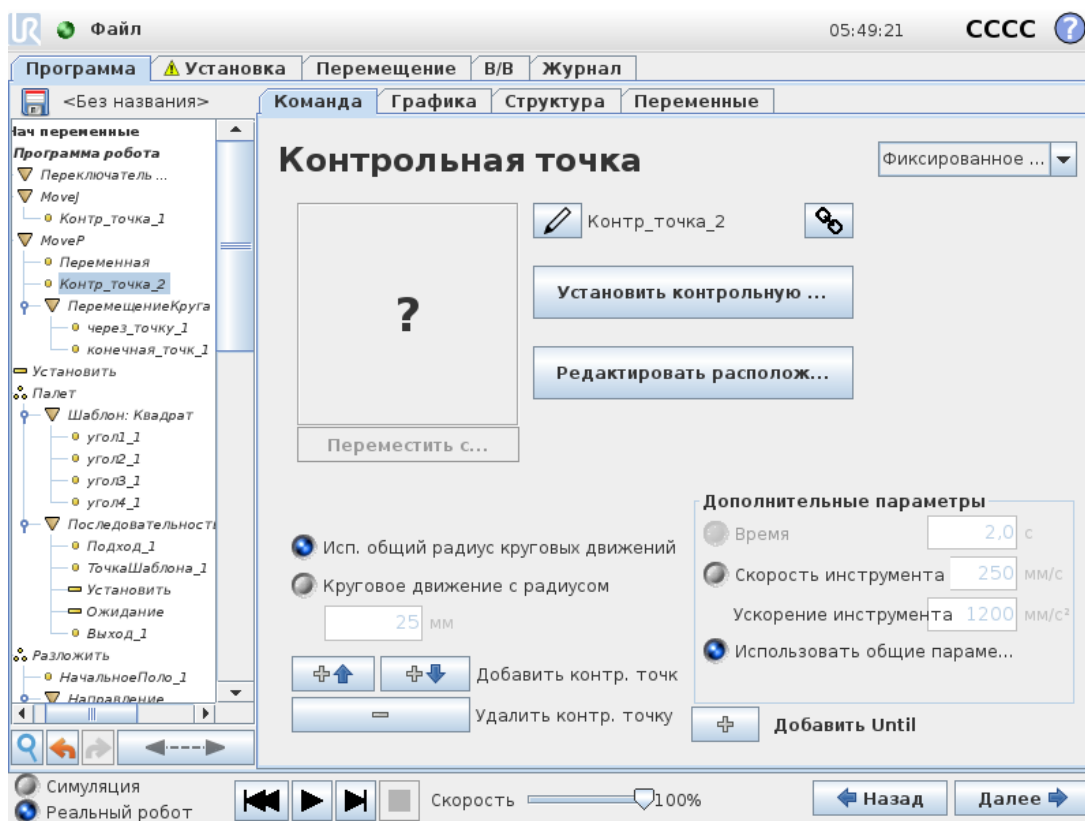 UR Файл 05:49:21 CCCC ?
Программа Установка Перемещение В/В Журнал
<Без названия> Команда Графика Структура Переменные
Нач переменные
Программа робота
Переключатель ...
MoveJ
Контр_точка_1
MoveP
Переменная
Контр_точка_2
ПеремещениеКруга
через_точку_1
конечная_точк_1
Установить
Палет
Шаблон: Квадрат
угол1_1
угол2_1
угол3_1
угол4_1
Последовательность
Подход_1
ТочкаШаблона_1
Установить
Ожидание
Выход_1
Разложить
НачальноеПоло_1
Направление
Контрольная точка
Фиксированное ...
Контр_точка_2
?
Установить контрольную ...
Редактировать располож...
Переместить с...
Исп. общий радиус круговых движений
Круговое движение с радиусом
25 мм
Добавить контр. точк
Удалить контр. точку
Дополнительные параметры
Время 2,0 с
Скорость инструмента 250 мм/с
Ускорение инструмента 1200 мм/с²
Использовать общие параме...
Добавить Until
Симуляция
Реальный робот
Скорость 100%
Назад Далее